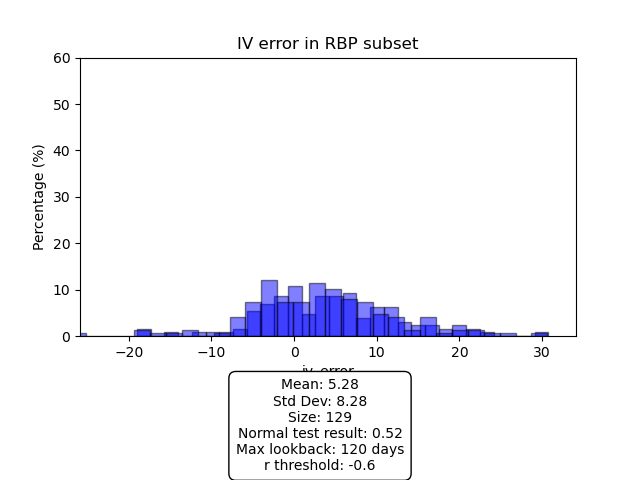 IV error in RBP subset
60
50
40
30
20
10
0
Percentage (%)
−20
−10
0
10
20
30
iv_error
Mean: 5.28
Std Dev: 8.28
Size: 129
Normal test result: 0.52
Max lookback: 120 days
r threshold: -0.6